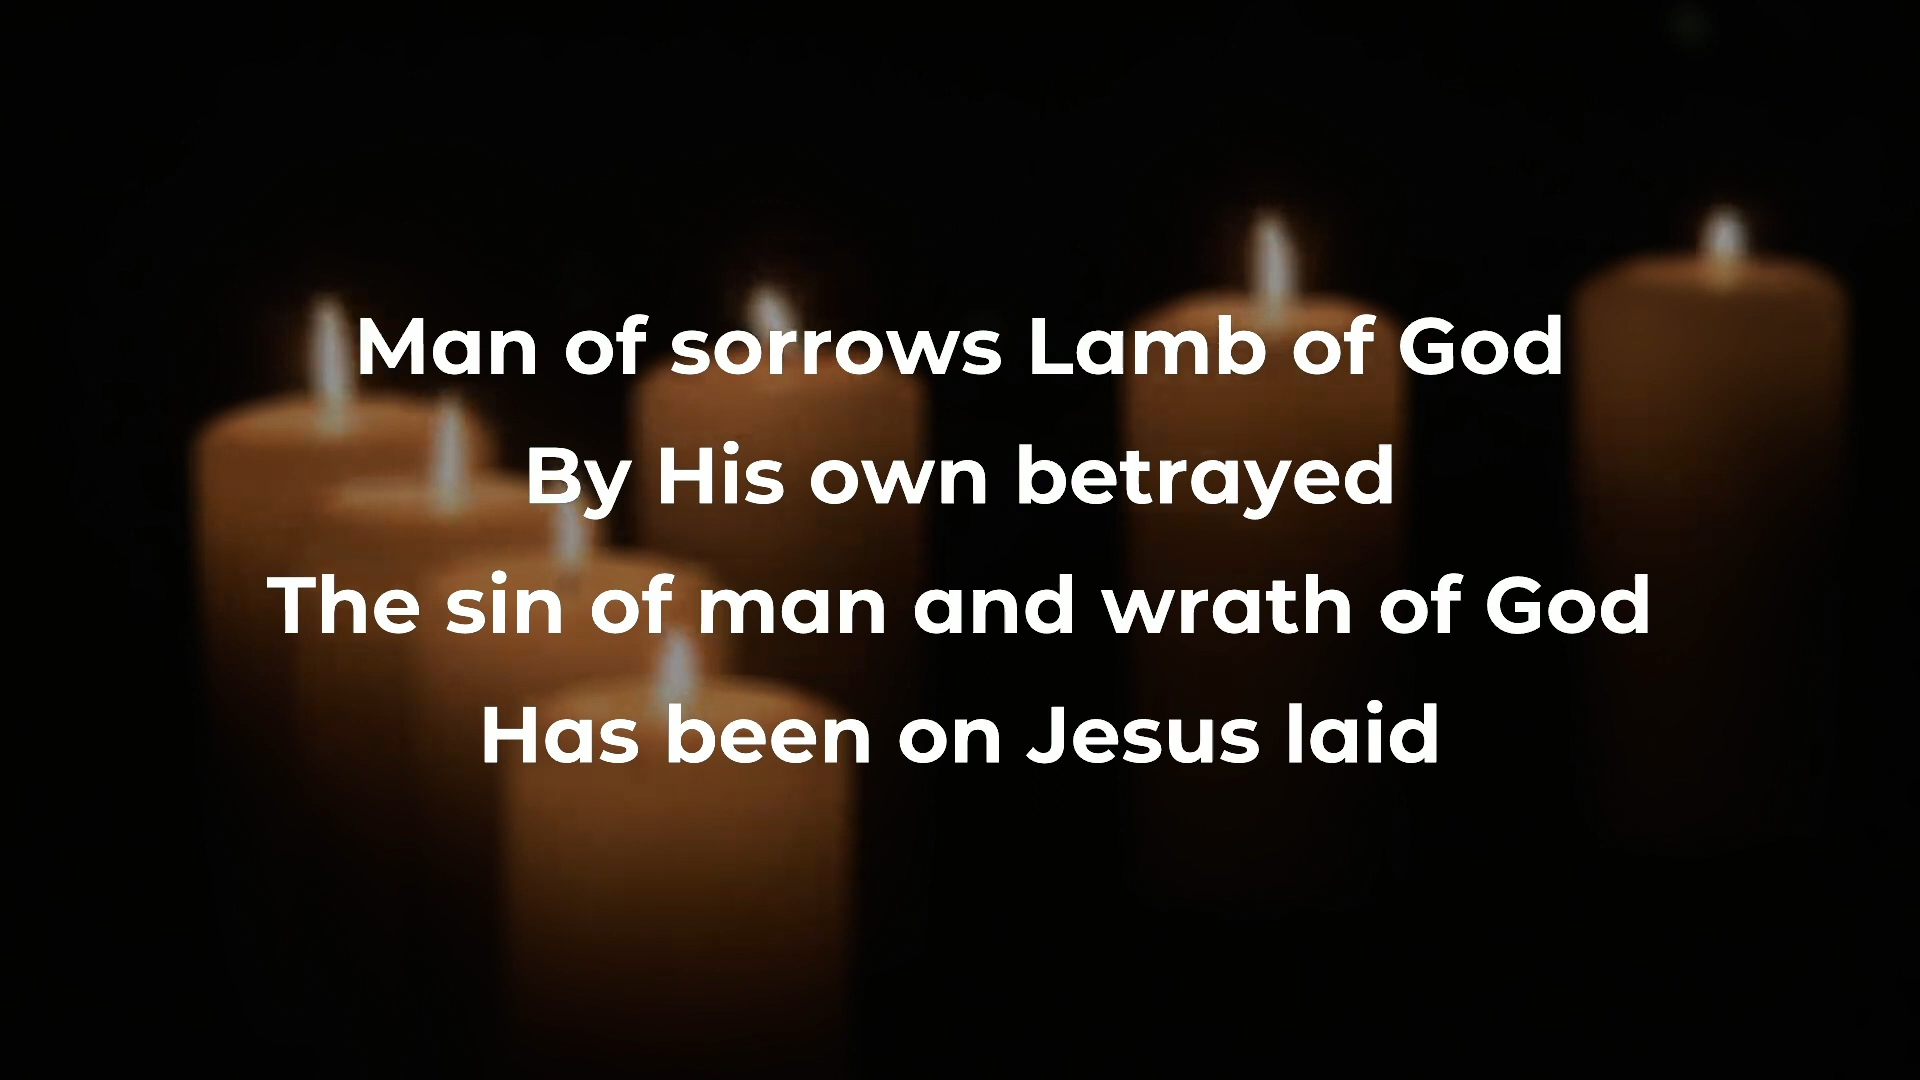 Man of sorrows Lamb of God
By His own betrayed
The sin of man and wrath of God
Has been on Jesus laid